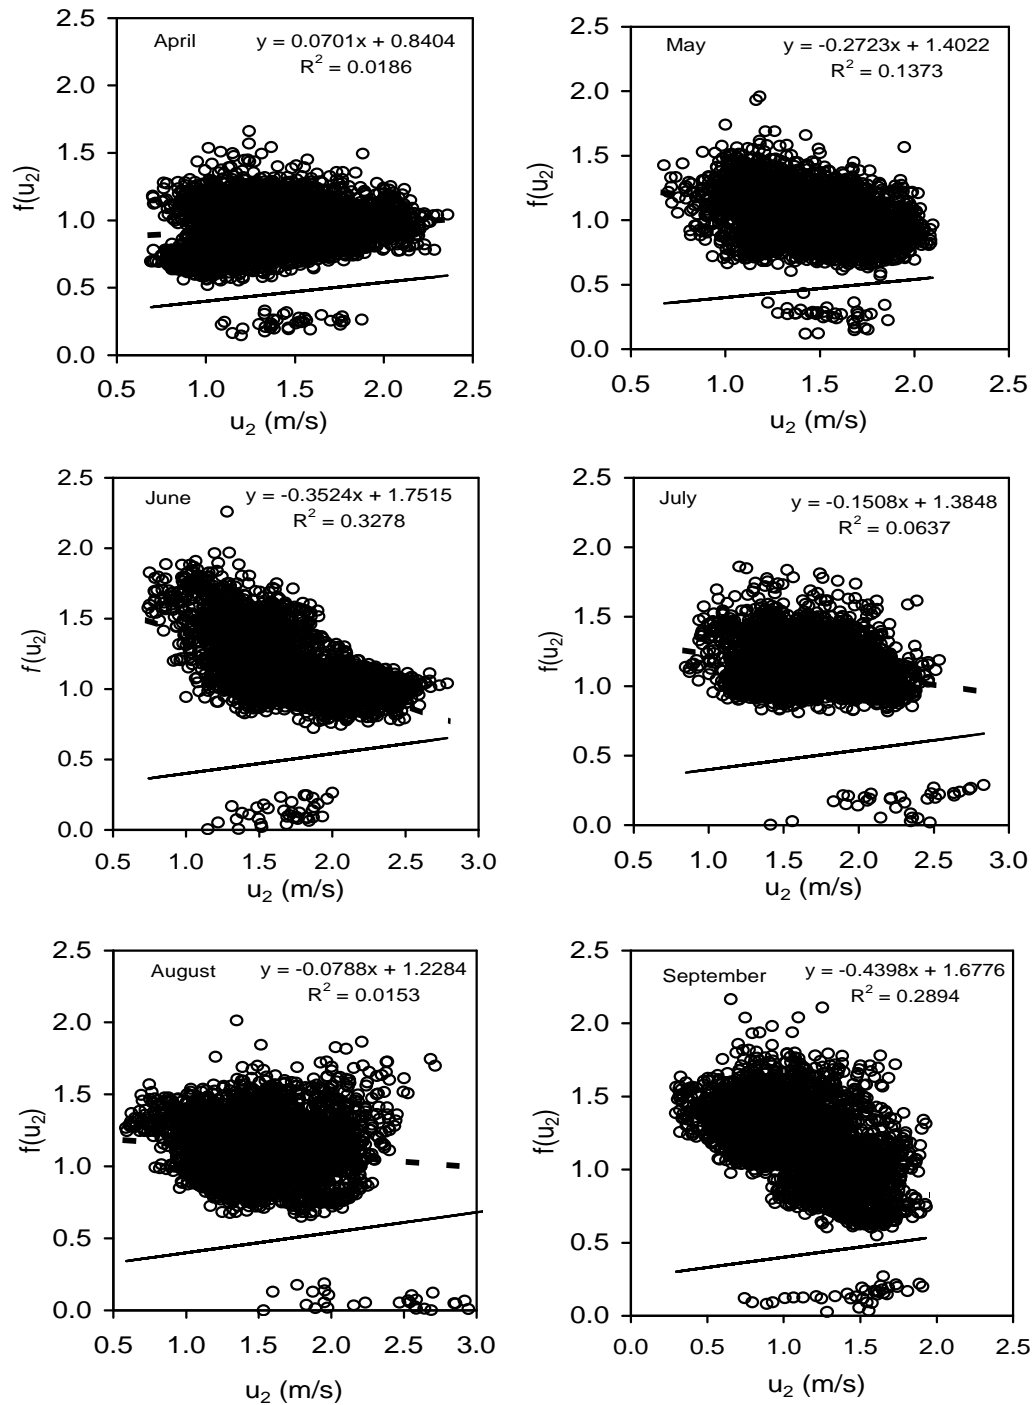 April
y = 0.0701x + 0.8404
R² = 0.0186
2.5
2.0
1.5
1.0
0.5
0.0
f(u₂)
0.5 1.0 1.5 2.0 2.5
u₂ (m/s)
May
y = -0.2723x + 1.4022
R² = 0.1373
2.5
2.0
1.5
1.0
0.5
0.0
f(u₂)
0.5 1.0 1.5 2.0 2.5
u₂ (m/s)
June
y = -0.3524x + 1.7515
R² = 0.3278
2.5
2.0
1.5
1.0
0.5
0.0
f(u₂)
0.5 1.0 1.5 2.0 2.5 3.0
u₂ (m/s)
July
y = -0.1508x + 1.3848
R² = 0.0637
2.5
2.0
1.5
1.0
0.5
0.0
f(u₂)
0.5 1.0 1.5 2.0 2.5 3.0
u₂ (m/s)
August
y = -0.0788x + 1.2284
R² = 0.0153
2.5
2.0
1.5
1.0
0.5
0.0
f(u₂)
0.5 1.0 1.5 2.0 2.5 3.0
u₂ (m/s)
September
y = -0.4398x + 1.6776
R² = 0.2894
2.5
2.0
1.5
1.0
0.5
0.0
f(u₂)
0.0 0.5 1.0 1.5 2.0 2.5
u₂ (m/s)